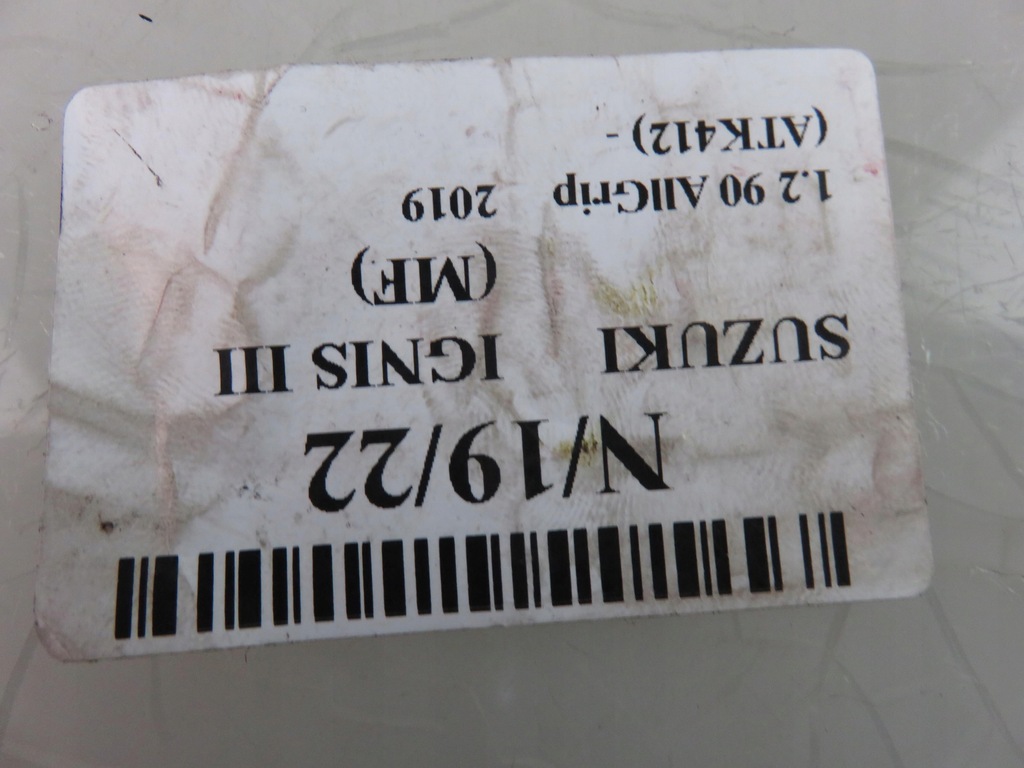 N/19/22
SUZUKI IGNIS III
(MF)
1.2 90 AllGrip 2019
(ATK412) -